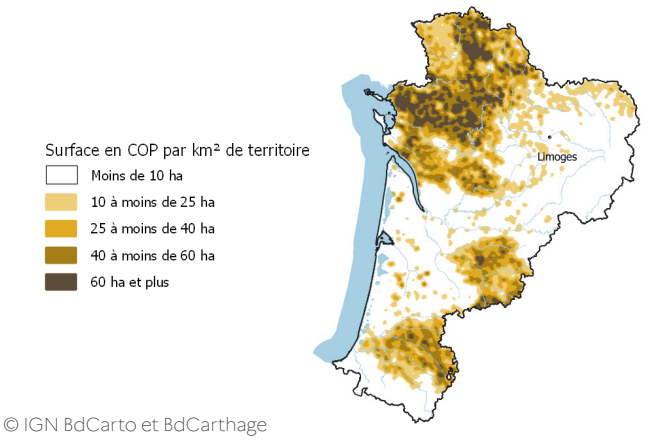 Surface en COP par km² de territoire
Moins de 10 ha
10 à moins de 25 ha
25 à moins de 40 ha
40 à moins de 60 ha
60 ha et plus
Limoges
© IGN BdCarto et BdCarthage